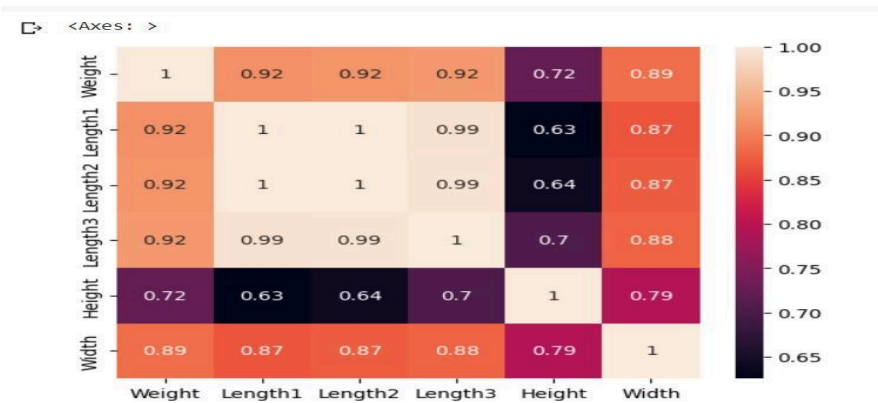 <Axes: >
Weight 1 0.92 0.92 0.92 0.72 0.89
Length1 0.92 1 1 0.99 0.63 0.87
Length2 0.92 1 1 0.99 0.64 0.87
Length3 0.92 0.99 0.99 1 0.7 0.88
Height 0.72 0.63 0.64 0.7 1 0.79
Width 0.89 0.87 0.87 0.88 0.79 1
Weight Length1 Length2 Length3 Height Width
1.00
0.95
0.90
0.85
0.80
0.75
0.70
0.65